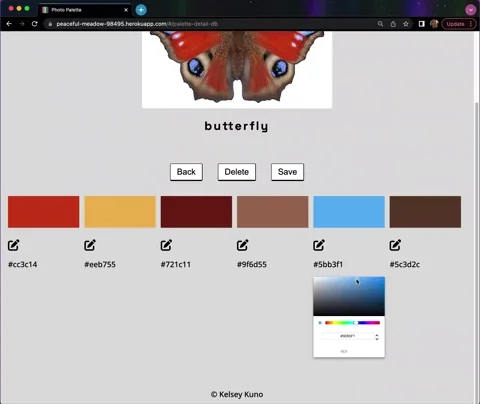 Photo Palette
peaceful-meadow-98495.herokuapp.com/#/palette-detail-db
Update
butterfly
Back Delete Save
#cc3c14 #eeb755 #721c11 #9f6d55 #5bb3f1 #5c3d2c
#5BB3F1
HEX
© Kelsey Kuno